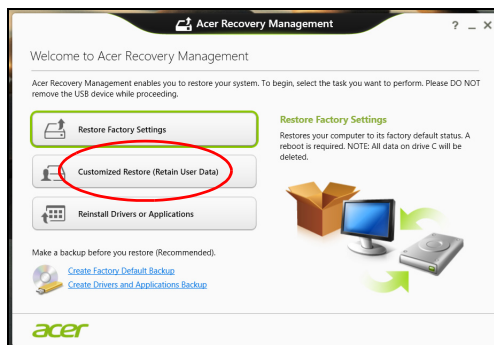 Acer Recovery Management
? _ X
Welcome to Acer Recovery Management
Acer Recovery Management enables you to restore your system. To begin, select the task you want to perform. Please DO NOT
remove the USB device while proceeding.
Restore Factory Settings
Customized Restore (Retain User Data)
Reinstall Drivers or Applications
Restore Factory Settings
Restores your computer to its factory default status. A
reboot is required. NOTE: All data on drive C will be
deleted.
Make a backup before you restore (Recommended).
Create Factory Default Backup
Create Drivers and Applications Backup
acer